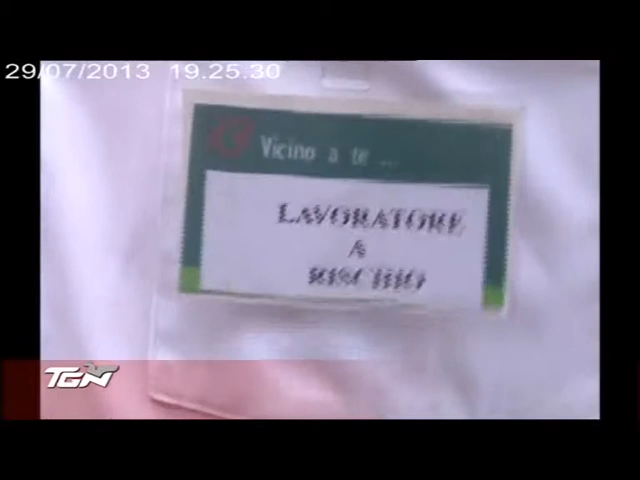 29/07/2013 19.25.30
Vicino a te ...
LAVORATORE
A
RISCHIO
TGN